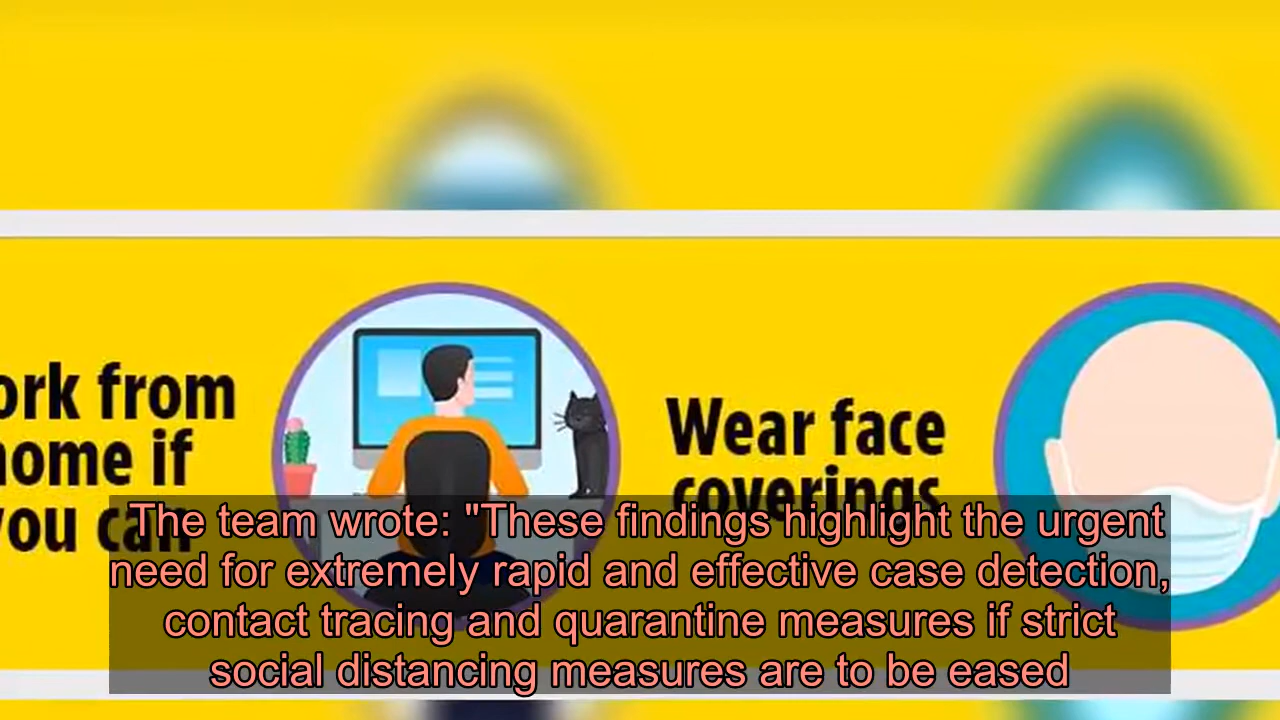 ork from
home if
you can
Wear face
coverings
The team wrote: "These findings highlight the urgent
need for extremely rapid and effective case detection,
contact tracing and quarantine measures if strict
social distancing measures are to be eased